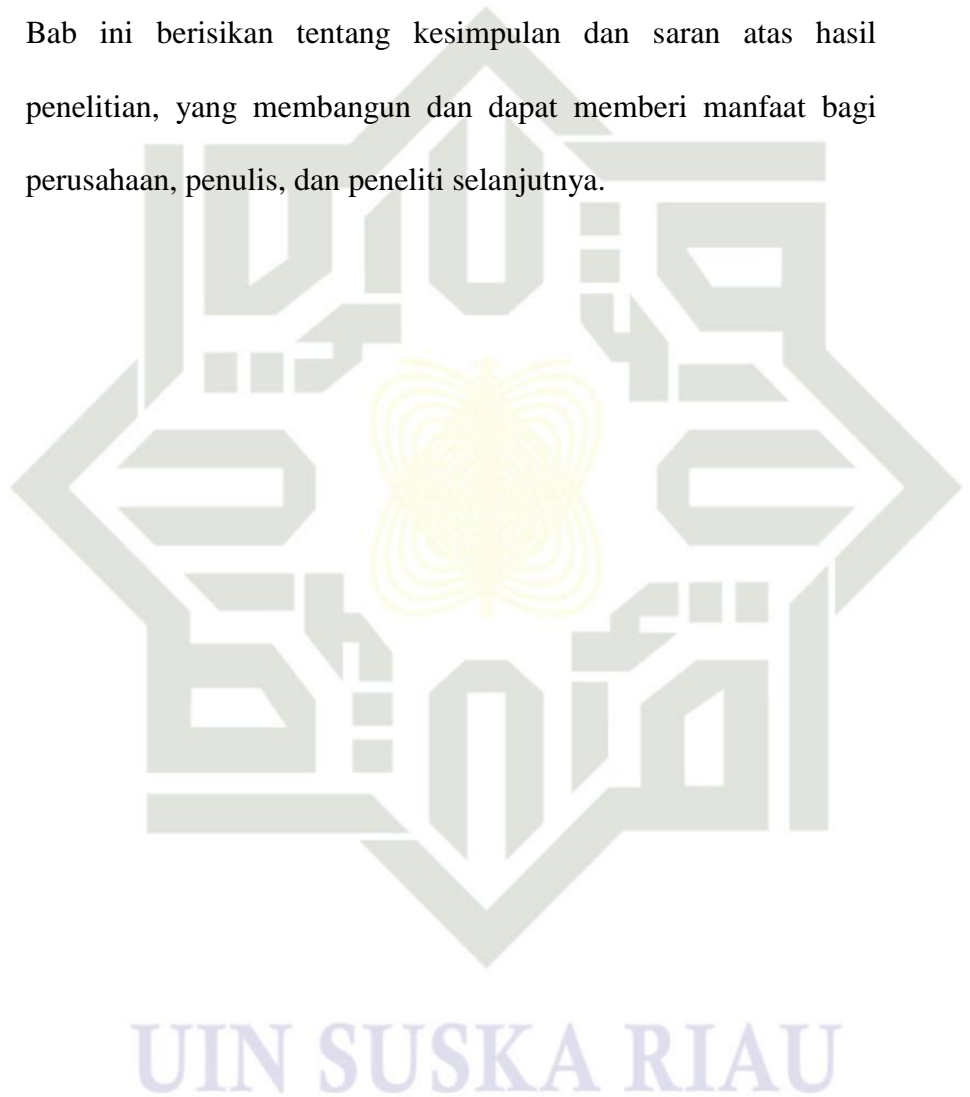 Bab ini berisikan tentang kesimpulan dan saran atas hasil
penelitian, yang membangun dan dapat memberi manfaat bagi
perusahaan, penulis, dan peneliti selanjutnya.
UIN SUSKA RIAU